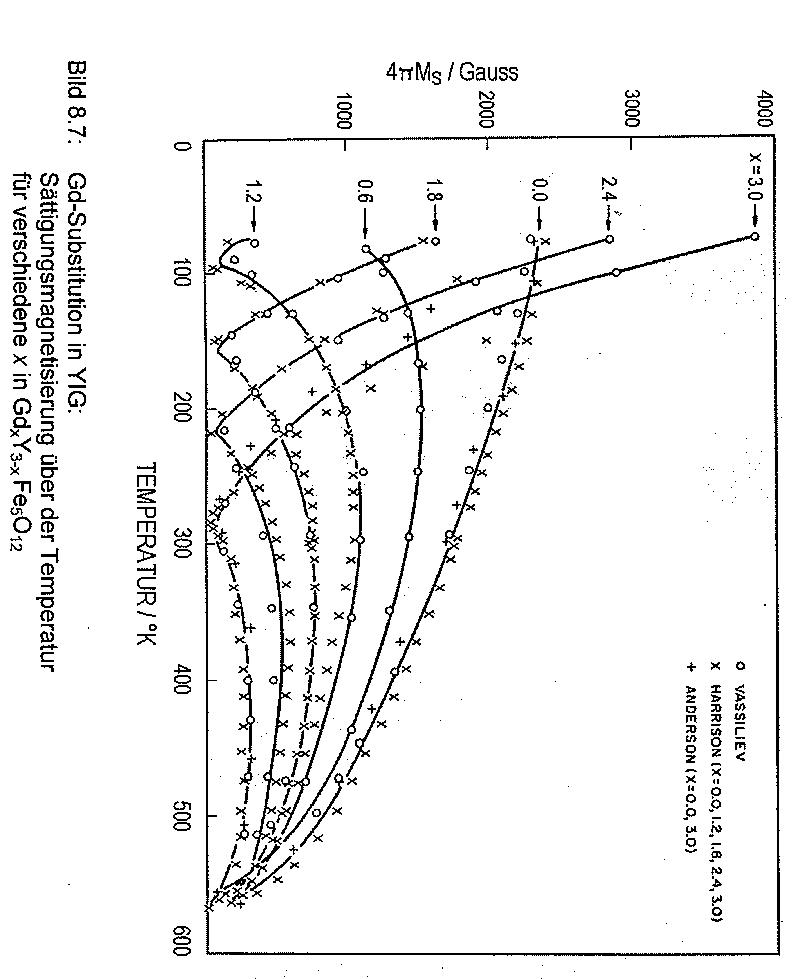 4πMS / Gauss
4000
3000
2000
1000
x=3.0
2.4
0.0
1.8
0.6
1.2
o VASSILIEV
x HARRISON (X=0.0, 1.2, 1.8, 2.4, 3.0)
+ ANDERSON (X=0.0, 3.0)
0 100 200 300 400 500 600
TEMPERATUR / °K
Bild 8.7: Gd-Substitution in YIG:
Sättigungsmagnetisierung über der Temperatur
für verschiedene x in GdxY3-x Fe5O12